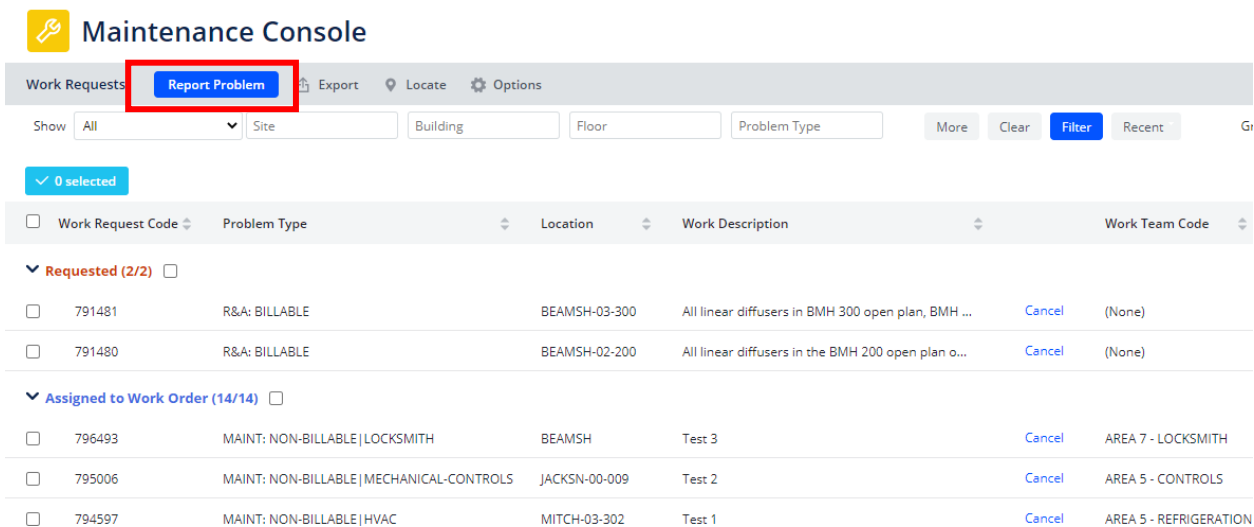 Maintenance Console
Work Requests Report Problem Export Locate Options
Show All Site Building Floor Problem Type More Clear Filter Recent Gr
0 selected
Work Request Code Problem Type Location Work Description Work Team Code
Requested (2/2)
791481 R&A: BILLABLE BEAMSH-03-300 All linear diffusers in BMH 300 open plan, BMH ... Cancel (None)
791480 R&A: BILLABLE BEAMSH-02-200 All linear diffusers in the BMH 200 open plan o... Cancel (None)
Assigned to Work Order (14/14)
796493 MAINT: NON-BILLABLE|LOCKSMITH BEAMSH Test 3 Cancel AREA 7 - LOCKSMITH
795006 MAINT: NON-BILLABLE|MECHANICAL-CONTROLS JACKSN-00-009 Test 2 Cancel AREA 5 - CONTROLS
794597 MAINT: NON-BILLABLE|HVAC MITCH-03-302 Test 1 Cancel AREA 5 - REFRIGERATION